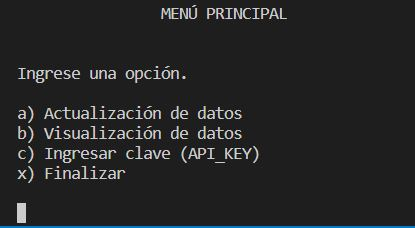 MENÚ PRINCIPAL
Ingrese una opción.
a) Actualización de datos
b) Visualización de datos
c) Ingresar clave (API_KEY)
x) Finalizar